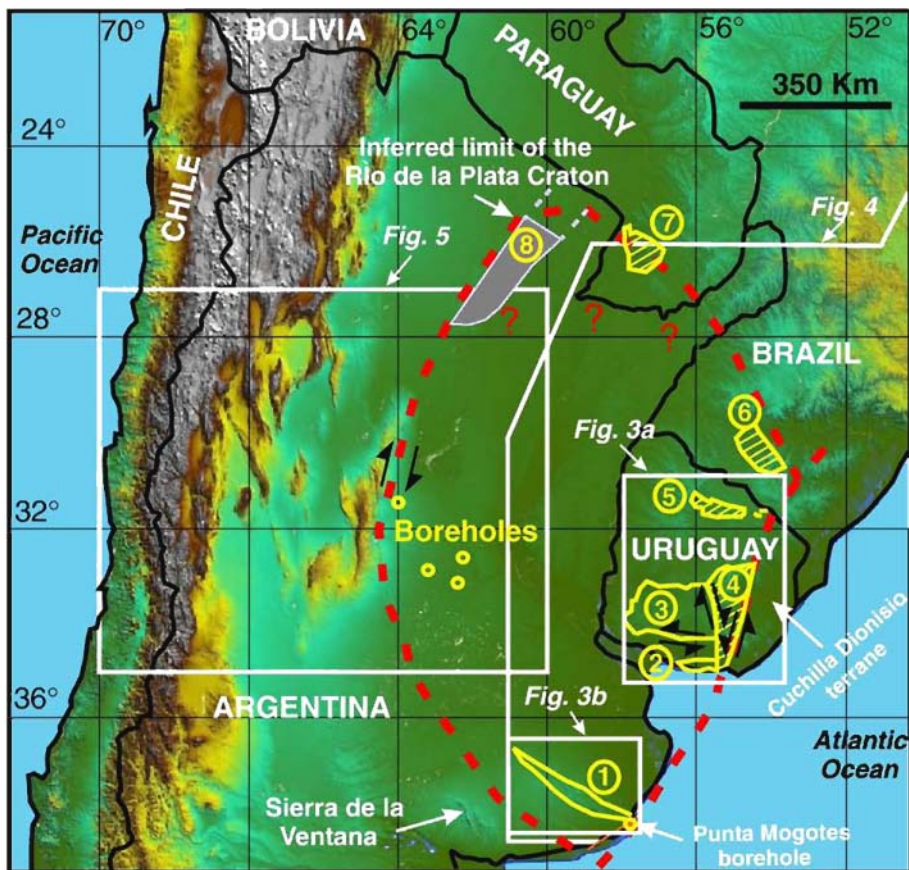 70°
BOLIVIA
64°
60°
56°
52°
PARAGUAY
350 Km
24°
Inferred limit of the
Río de la Plata Craton
CHILE
Pacific
Ocean
Fig. 5
8
7
Fig. 4
28°
?
?
?
BRAZIL
6
Fig. 3a
5
32°
Boreholes
URUGUAY
4
3
2
Cuchilla Dionisio
terrane
36°
ARGENTINA
Fig. 3b
1
Atlantic
Ocean
Sierra de la
Ventana
Punta Mogotes
borehole